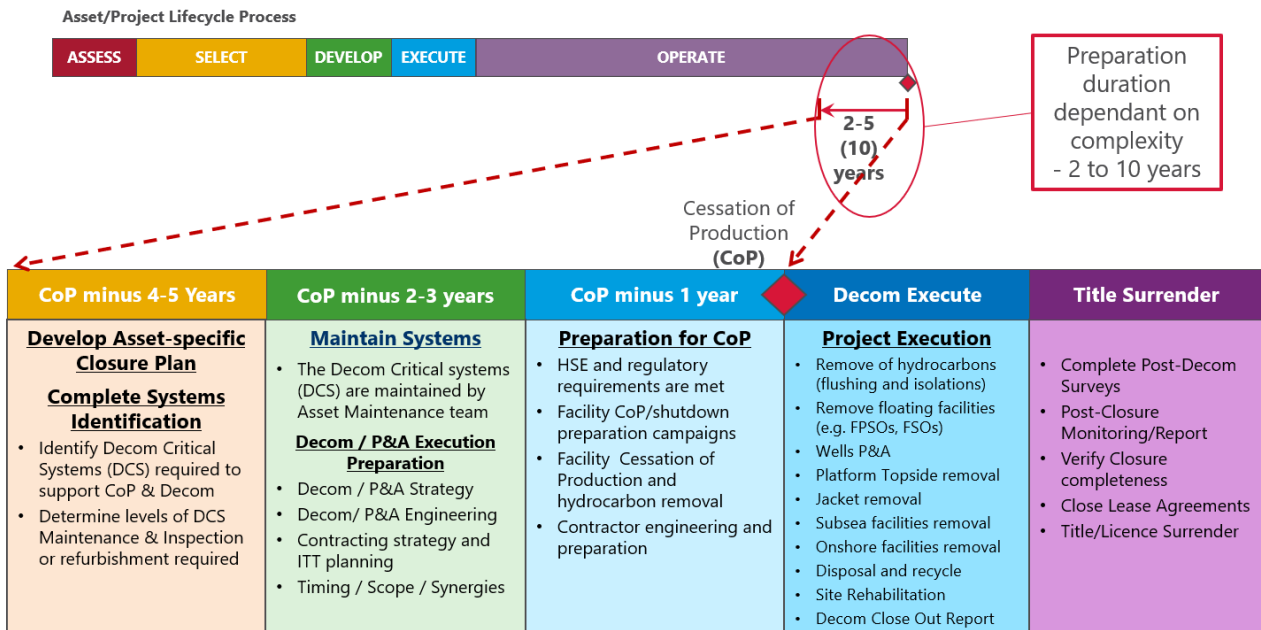 Asset/Project Lifecycle Process
ASSESS
SELECT
DEVELOP
EXECUTE
OPERATE
Preparation
duration
dependant on
complexity
- 2 to 10 years
2-5
(10)
years
Cessation of
Production
(CoP)
CoP minus 4-5 Years
Develop Asset-specific
Closure Plan
Complete Systems
Identification
• Identify Decom Critical
Systems (DCS) required to
support CoP & Decom
• Determine levels of DCS
Maintenance & Inspection
or refurbishment required
CoP minus 2-3 years
Maintain Systems
• The Decom Critical systems
(DCS) are maintained by
Asset Maintenance team
Decom / P&A Execution
Preparation
• Decom / P&A Strategy
• Decom/ P&A Engineering
• Contracting strategy and
ITT planning
• Timing / Scope / Synergies
CoP minus 1 year
Preparation for CoP
• HSE and regulatory
requirements are met
• Facility CoP/shutdown
preparation campaigns
• Facility Cessation of
Production and
hydrocarbon removal
• Contractor engineering and
preparation
Decom Execute
Project Execution
• Remove of hydrocarbons
(flushing and isolations)
• Remove floating facilities
(e.g. FPSOs, FSOs)
• Wells P&A
• Platform Topside removal
• Jacket removal
• Subsea facilities removal
• Onshore facilities removal
• Disposal and recycle
• Site Rehabilitation
• Decom Close Out Report
Title Surrender
• Complete Post-Decom
Surveys
• Post-Closure
Monitoring/Report
• Verify Closure
completeness
• Close Lease Agreements
• Title/Licence Surrender